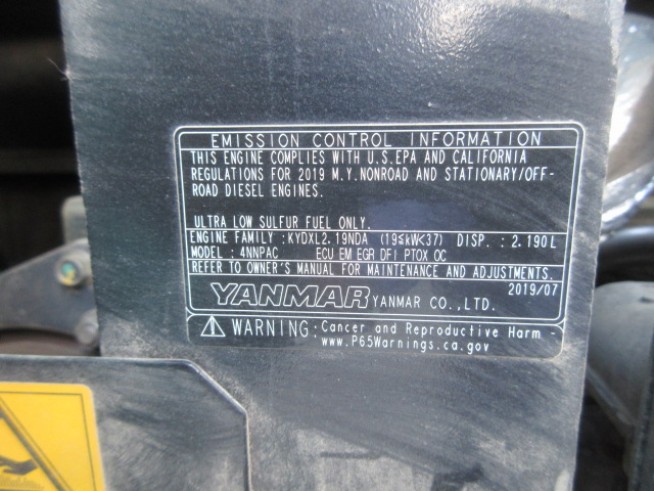 EMISSION CONTROL INFORMATION
THIS ENGINE COMPLIES WITH U.S.EPA AND CALIFORNIA
REGULATIONS FOR 2019 M.Y.NONROAD AND STATIONARY/OFF-
ROAD DIESEL ENGINES.
ULTRA LOW SULFUR FUEL ONLY.
ENGINE FAMILY :KYDXL2.19NDA (19≤kW<37) DISP. : 2.190L
MODEL : 4NNPAC ECU EM EGR DFI PTOX OC
REFER TO OWNER'S MANUAL FOR MAINTENANCE AND ADJUSTMENTS.
2019/07
YANMAR YANMAR CO.,LTD.
⚠ WARNING: Cancer and Reproductive Harm -
www.P65Warnings.ca.gov